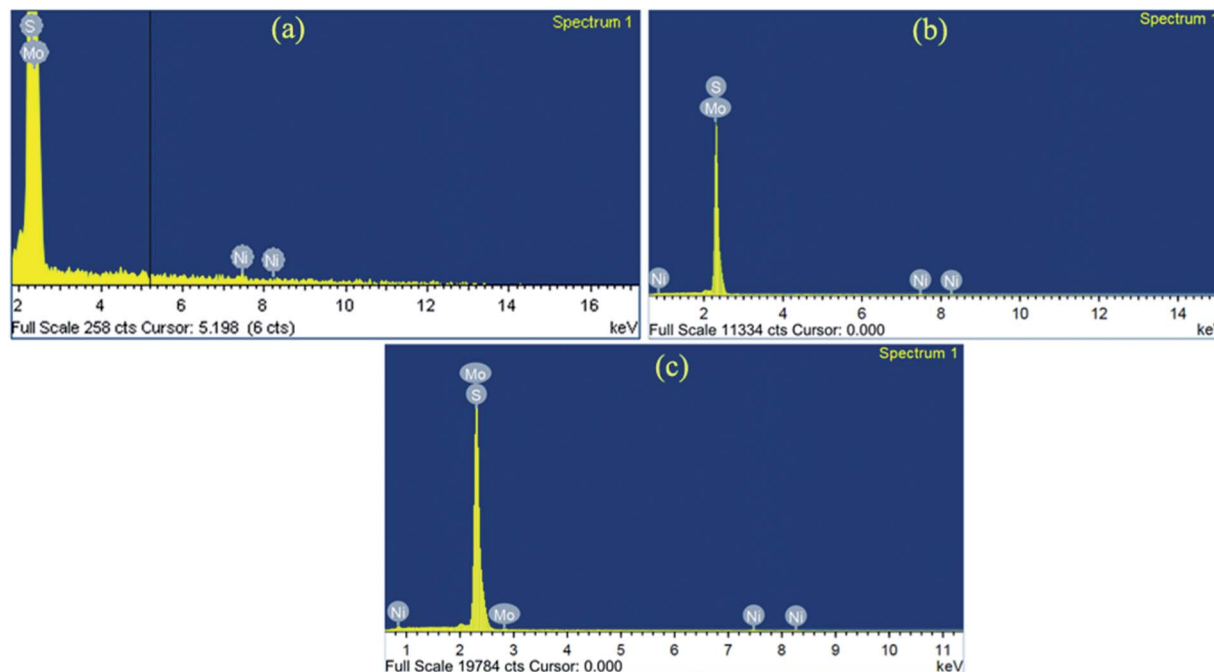 (a)
Spectrum 1
S
Mo
Ni Ni
2 4 6 8 10 12 14 16
Full Scale 258 cts Cursor: 5.198 (6 cts) keV
(b)
Spectrum 1
S
Mo
Ni Ni Ni
2 4 6 8 10 12 14
Full Scale 11334 cts Cursor: 0.000 ke
(c)
Spectrum 1
Mo
S
Ni Mo Ni Ni
1 2 3 4 5 6 7 8 9 10 11
Full Scale 19784 cts Cursor: 0.000 keV